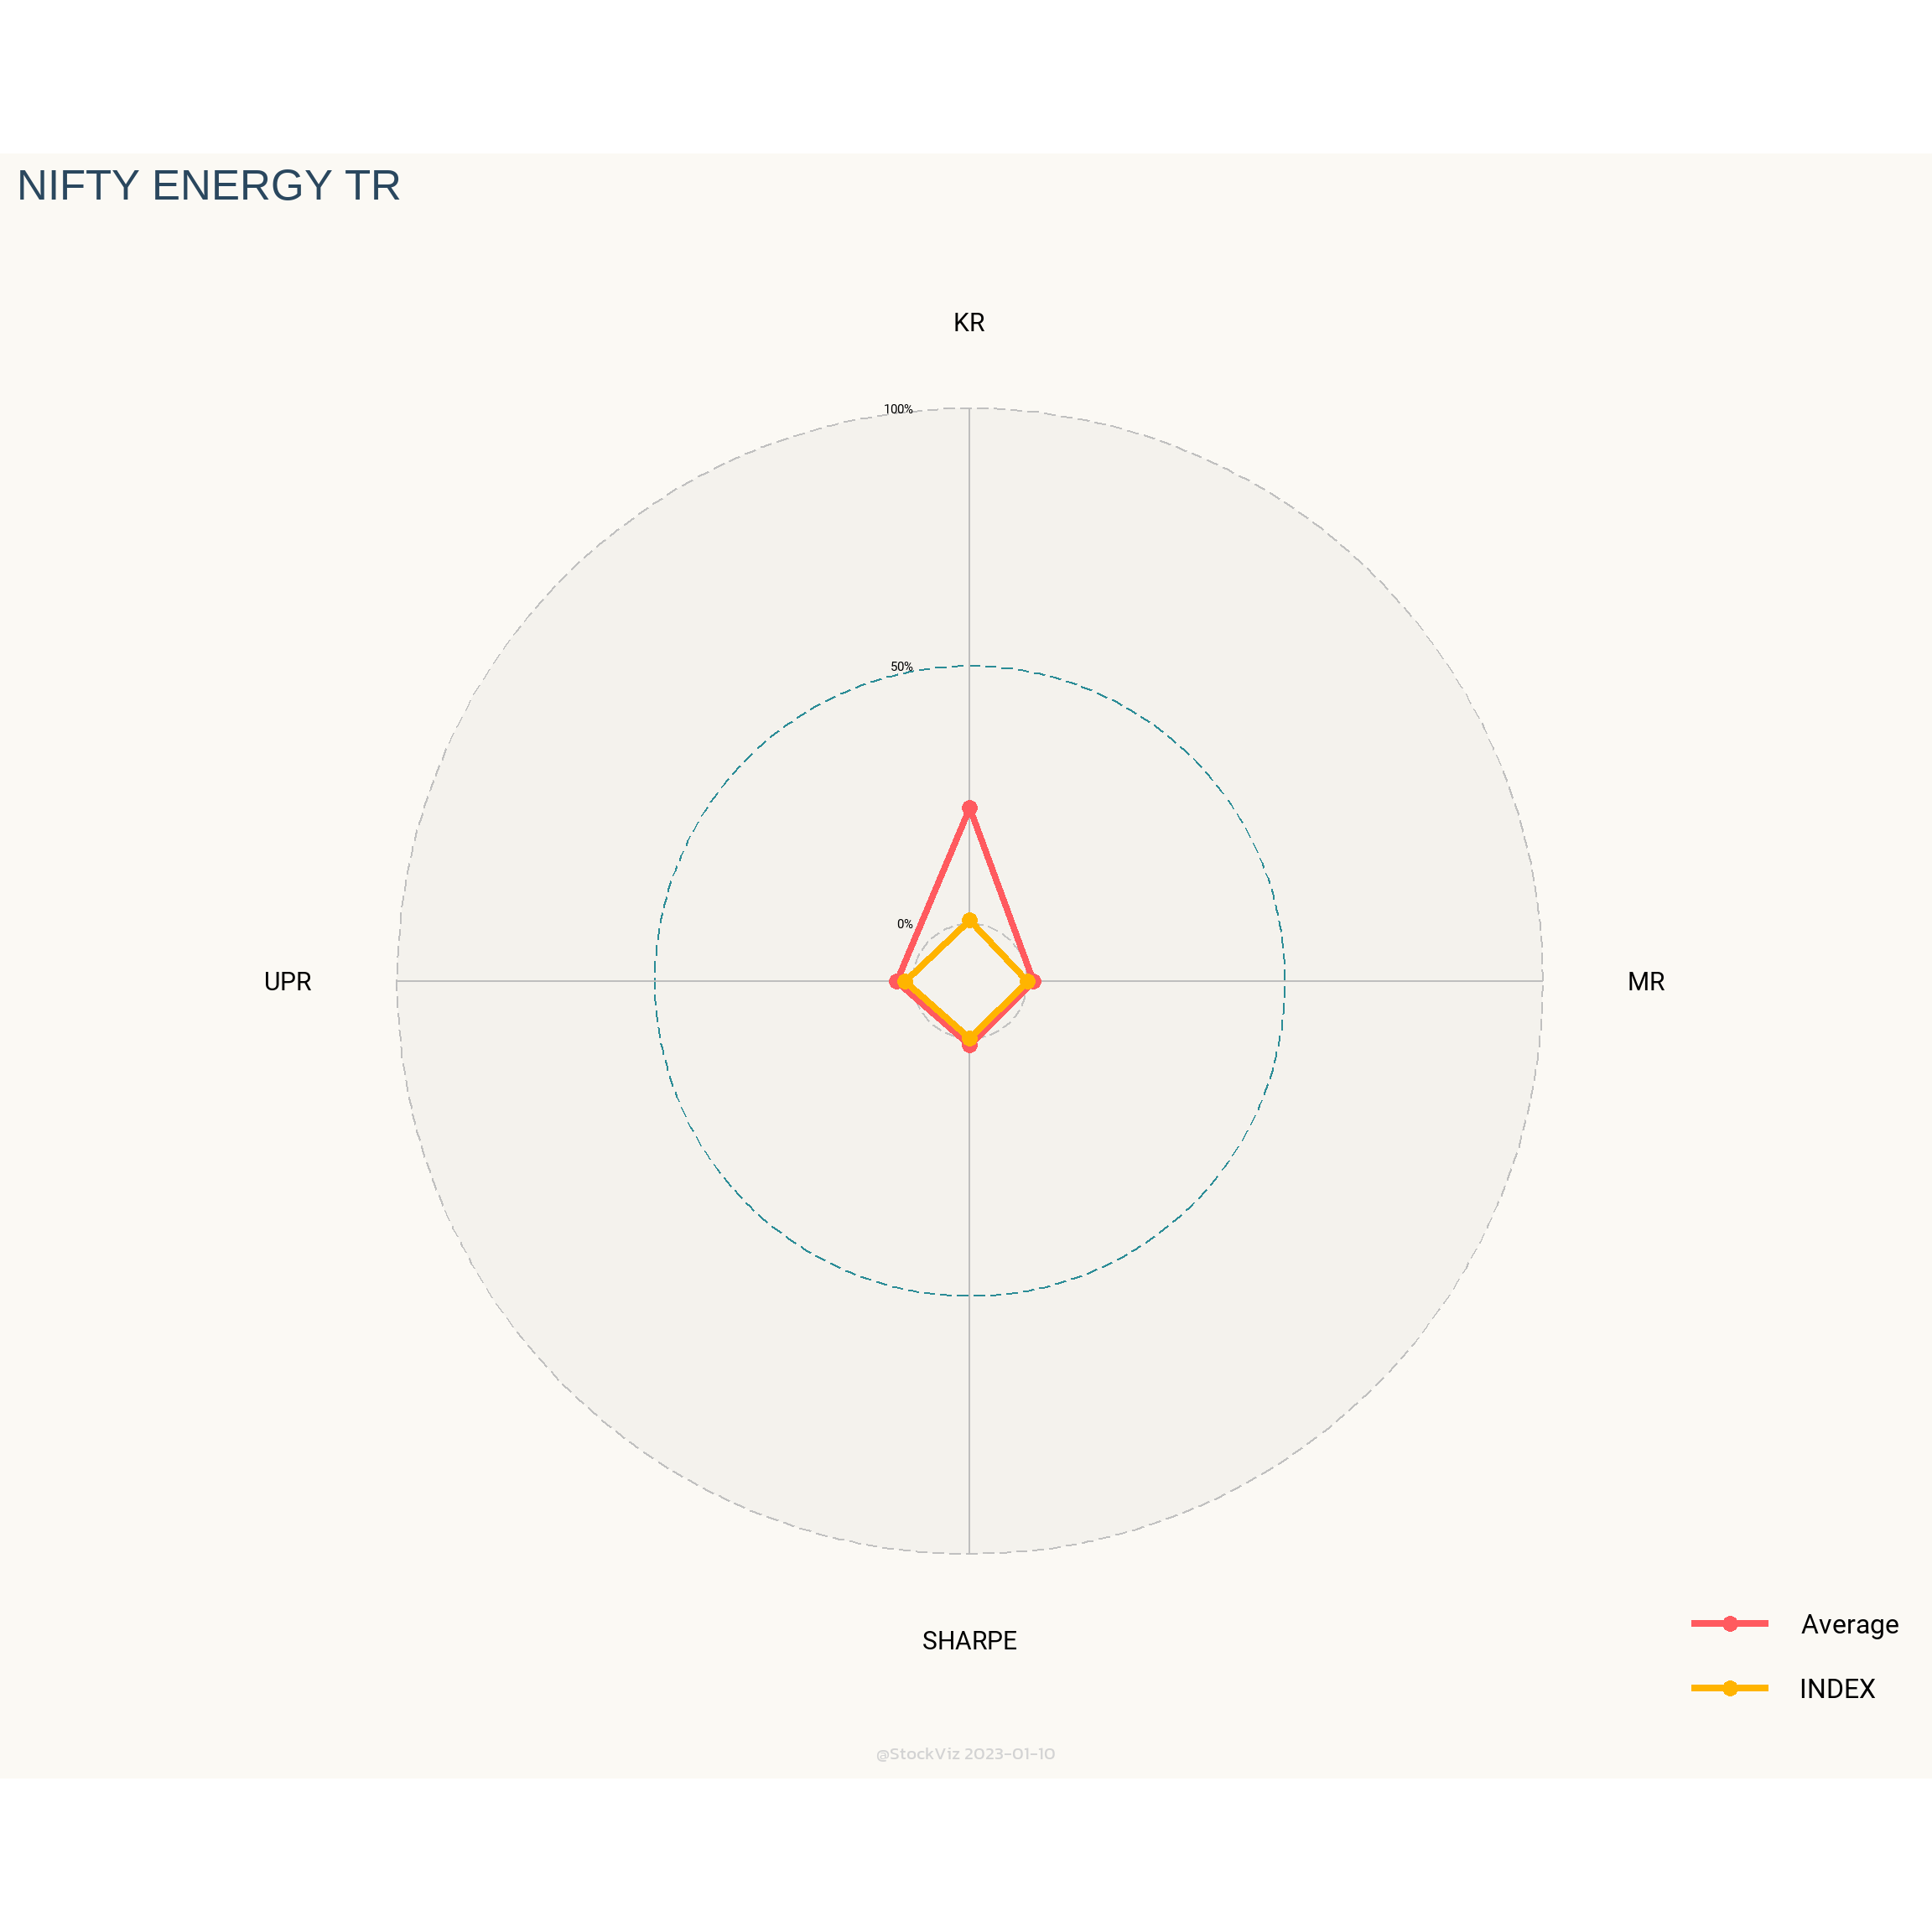 NIFTY ENERGY TR
KR
100%
50%
0%
UPR
MR
SHARPE
Average
INDEX
@StockViz 2023-01-10